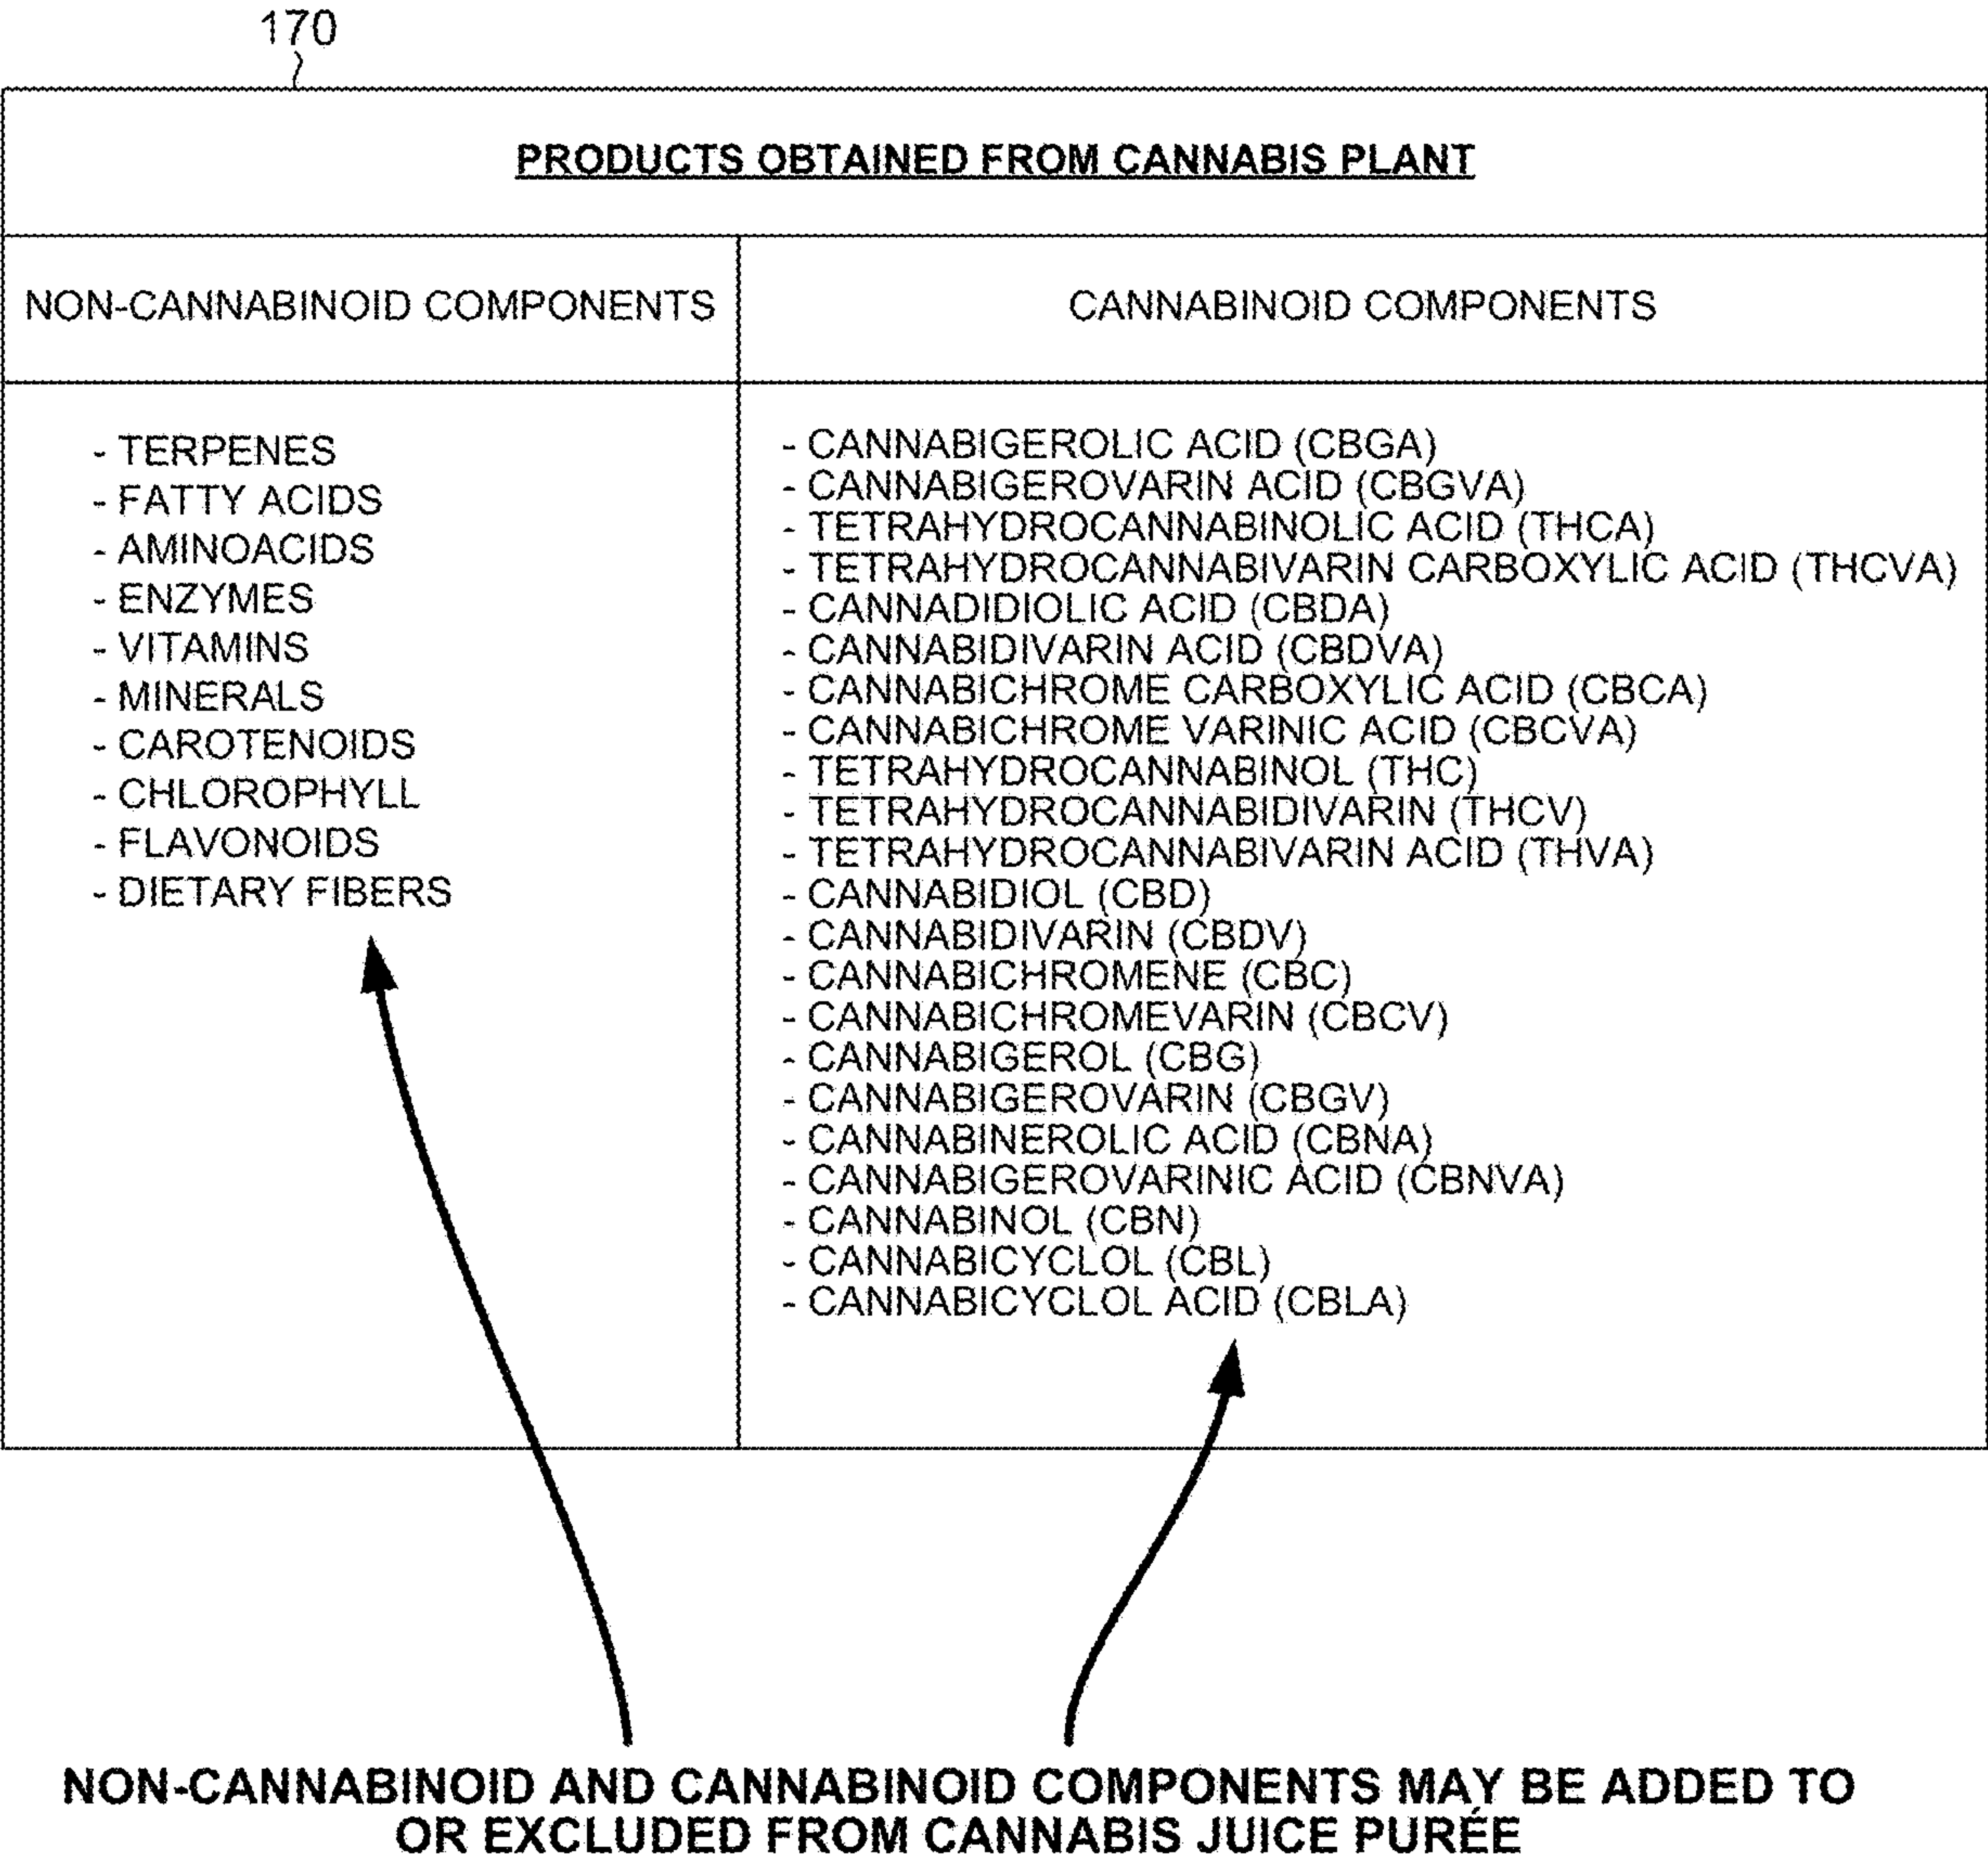 170
PRODUCTS OBTAINED FROM CANNABIS PLANT
NON-CANNABINOID COMPONENTS
CANNABINOID COMPONENTS
- TERPENES
- FATTY ACIDS
- AMINOACIDS
- ENZYMES
- VITAMINS
- MINERALS
- CAROTENOIDS
- CHLOROPHYLL
- FLAVONOIDS
- DIETARY FIBERS
- CANNABIGEROLIC ACID (CBGA)
- CANNABIGEROVARIN ACID (CBGVA)
- TETRAHYDROCANNABINOLIC ACID (THCA)
- TETRAHYDROCANNABIVARIN CARBOXYLIC ACID (THCVA)
- CANNADIDIOLIC ACID (CBDA)
- CANNABIDIVARIN ACID (CBDVA)
- CANNABICHROME CARBOXYLIC ACID (CBCA)
- CANNABICHROME VARINIC ACID (CBCVA)
- TETRAHYDROCANNABINOL (THC)
- TETRAHYDROCANNABIDIVARIN (THCV)
- TETRAHYDROCANNABIVARIN ACID (THVA)
- CANNABIDIOL (CBD)
- CANNABIDIVARIN (CBDV)
- CANNABICHROMENE (CBC)
- CANNABICHROMEVARIN (CBCV)
- CANNABIGEROL (CBG)
- CANNABIGEROVARIN (CBGV)
- CANNABINEROLIC ACID (CBNA)
- CANNABIGEROVARINIC ACID (CBNVA)
- CANNABINOL (CBN)
- CANNABICYCLOL (CBL)
- CANNABICYCLOL ACID (CBLA)
NON-CANNABINOID AND CANNABINOID COMPONENTS MAY BE ADDED TO
OR EXCLUDED FROM CANNABIS JUICE PURÉE